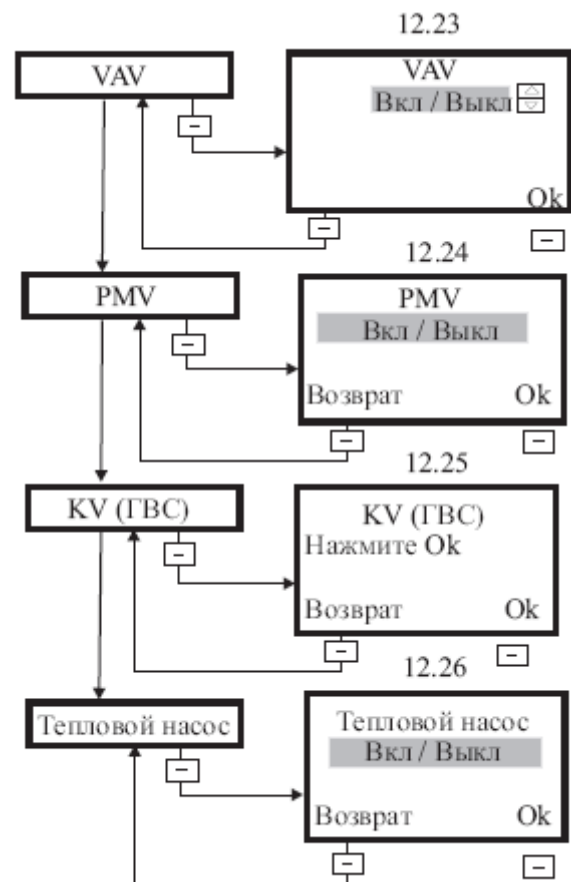 12.23
VAV
VAV
Вкл / Выкл
Ok
12.24
PMV
PMV
Вкл / Выкл
Возврат Ok
12.25
KV (ГВС)
KV (ГВС)
Нажмите Ok
Возврат Ok
12.26
Тепловой насос
Тепловой насос
Вкл / Выкл
Возврат Ok